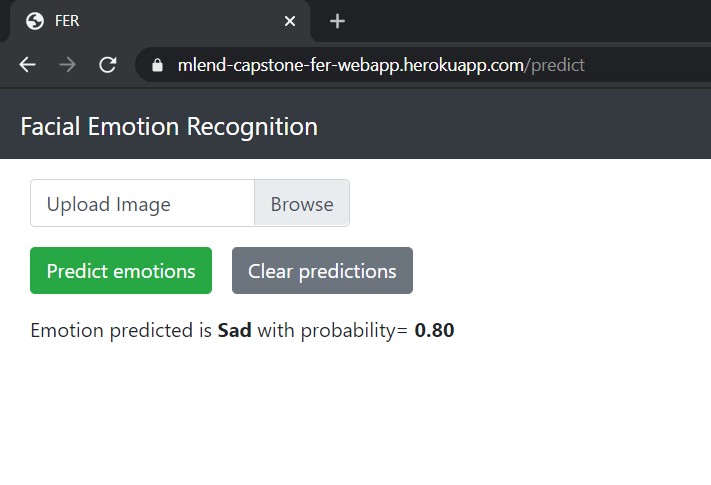 FER
mlend-capstone-fer-webapp.herokuapp.com/predict
Facial Emotion Recognition
Upload Image Browse
Predict emotions Clear predictions
Emotion predicted is Sad with probability= 0.80